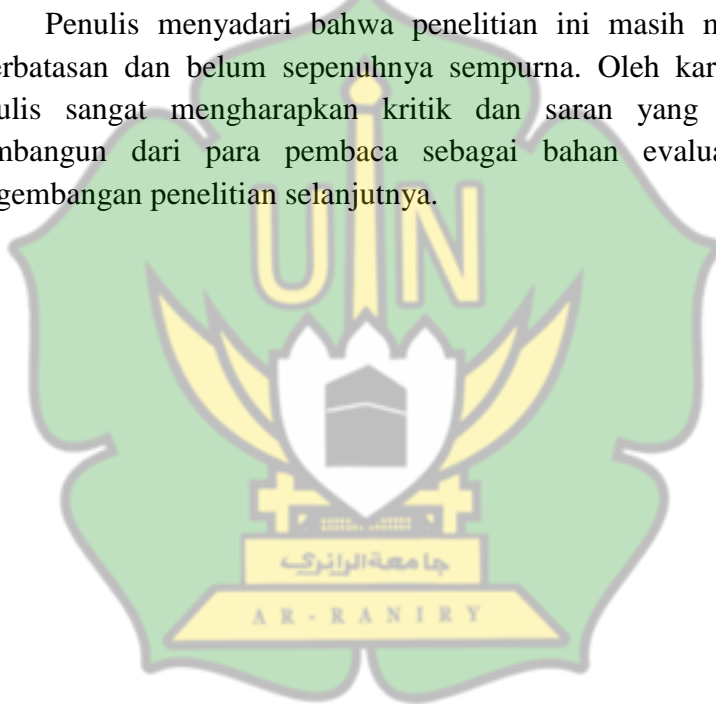 Penulis menyadari bahwa penelitian ini masih m
erbatasan dan belum sepenuhnya sempurna. Oleh kar
ulis sangat mengharapkan kritik dan saran yang
mbangun dari para pembaca sebagai bahan evalua
gembangan penelitian selanjutnya.
UIN
جامعة الرانري
AR-RANIRY